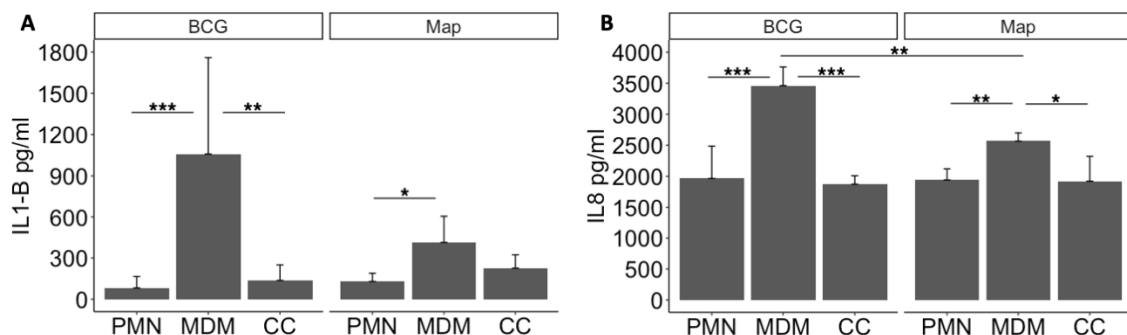 A
BCG
Map
IL1-B pg/ml
1800
1500
1200
900
600
300
0
***
**
*
PMN
MDM
CC
PMN
MDM
CC
B
BCG
Map
IL8 pg/ml
4000
3500
3000
2500
2000
1500
1000
500
0
**
***
***
**
*
PMN
MDM
CC
PMN
MDM
CC